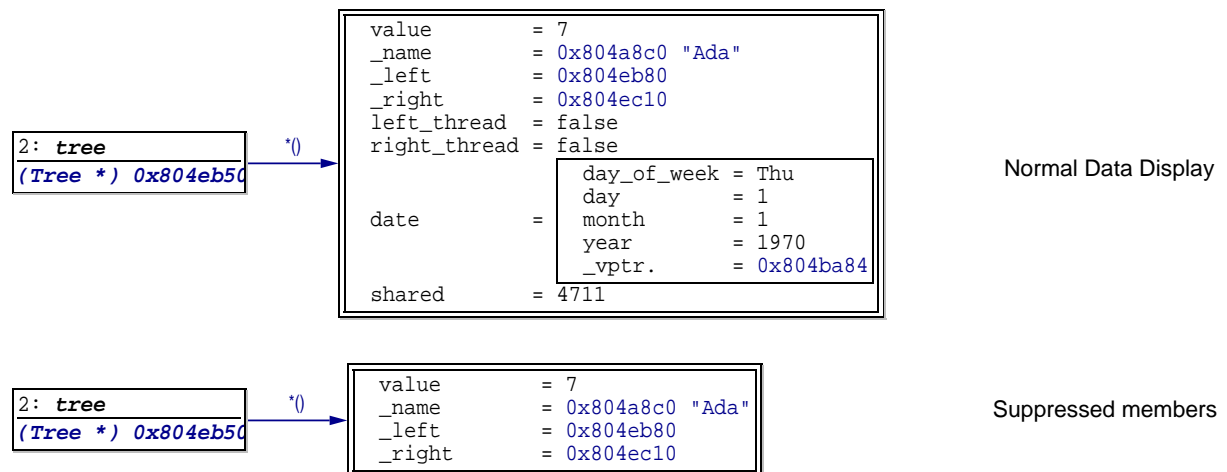 value = 7
_name = 0x804a8c0 "Ada"
_left = 0x804eb80
_right = 0x804ec10
left_thread = false
right_thread = false
2: tree
(Tree *) 0x804eb50
*()
day_of_week = Thu
day = 1
date = month = 1
year = 1970
_vptr. = 0x804ba84
shared = 4711
Normal Data Display
value = 7
_name = 0x804a8c0 "Ada"
_left = 0x804eb80
_right = 0x804ec10
2: tree
(Tree *) 0x804eb50
*()
Suppressed members